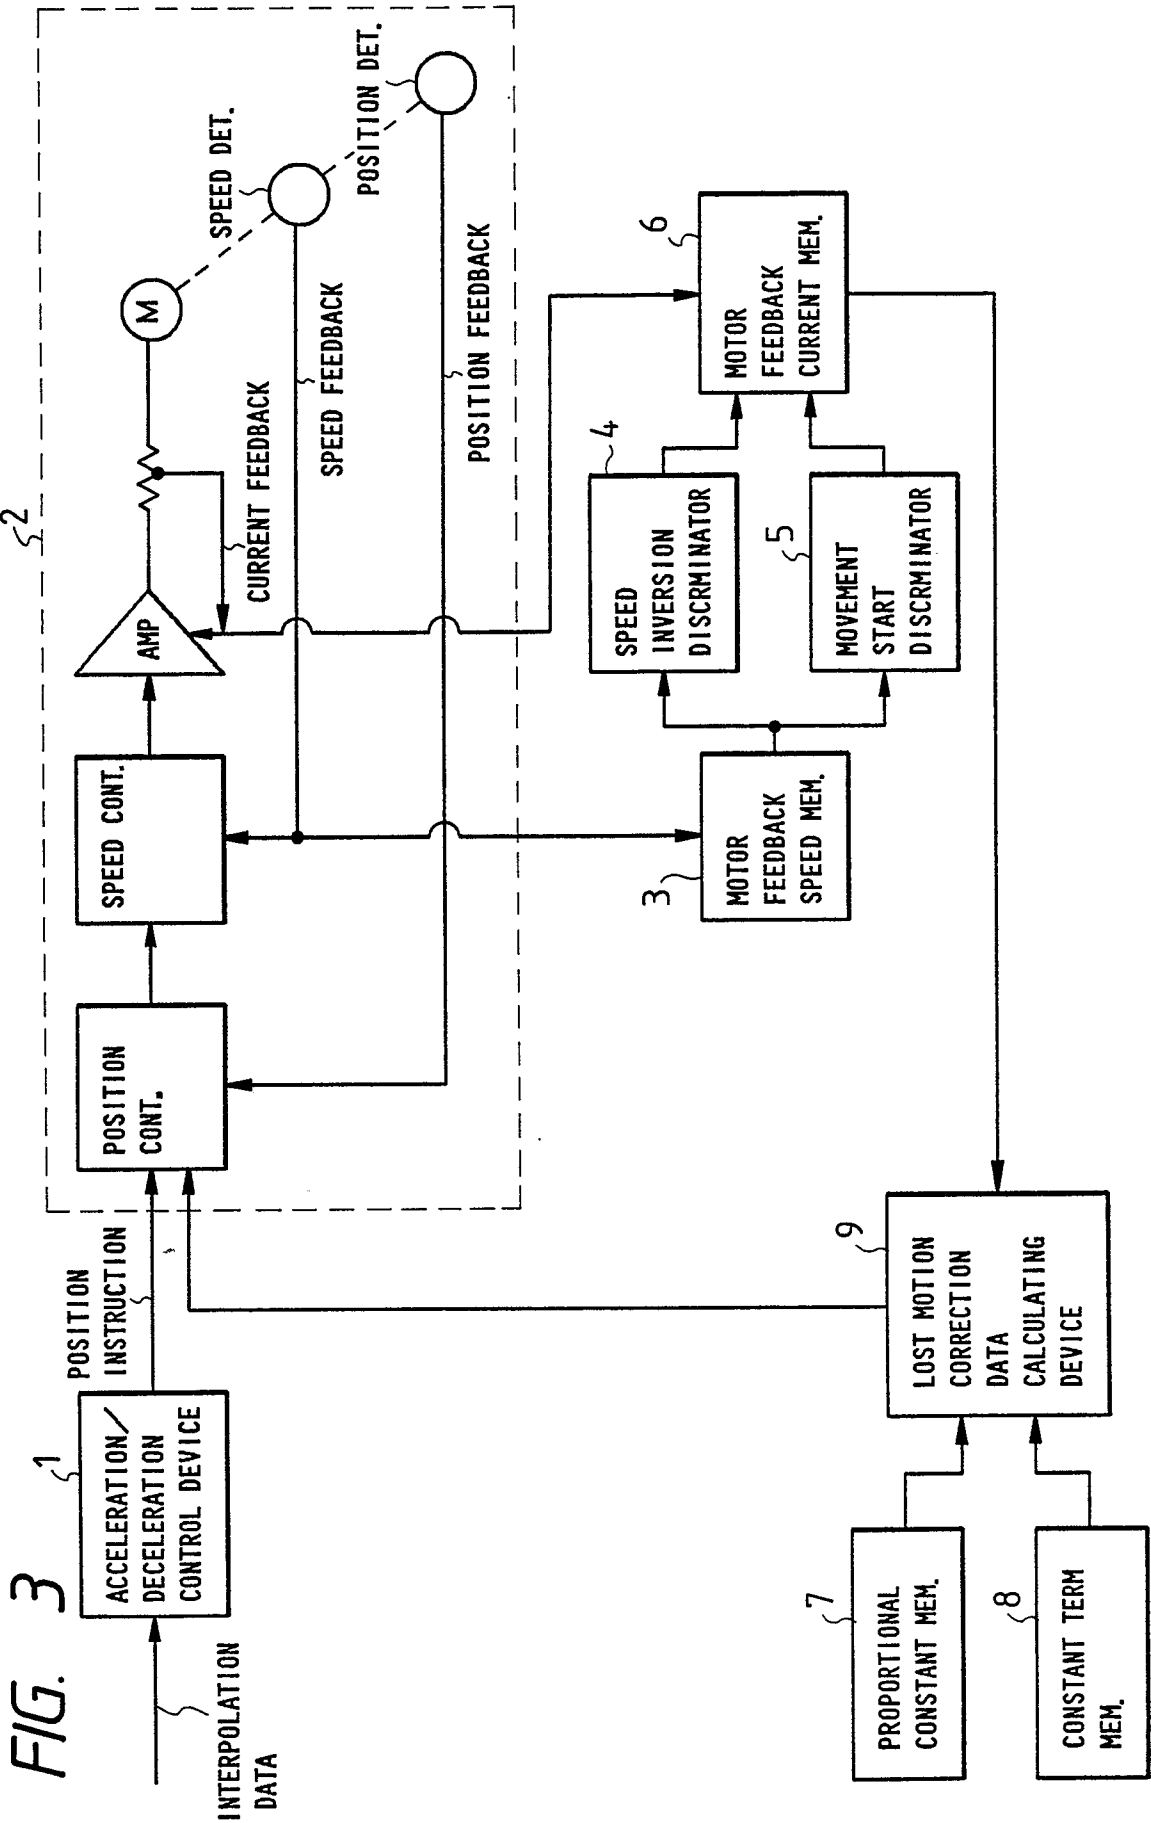 FIG. 3
INTERPOLATION
DATA
1
ACCELERATION/
DECELERATION
CONTROL DEVICE
POSITION
INSTRUCTION
2
POSITION
CONT.
SPEED CONT.
AMP
M
CURRENT FEEDBACK
SPEED DET.
SPEED FEEDBACK
POSITION DET.
POSITION FEEDBACK
3
MOTOR
FEEDBACK
SPEED MEM.
4
SPEED
INVERSION
DISCRMINATOR
5
MOVEMENT
START
DISCRMINATOR
6
MOTOR
FEEDBACK
CURRENT MEM.
7
PROPORTIONAL
CONSTANT MEM.
8
CONSTANT TERM
MEM.
9
LOST MOTION
CORRECTION
DATA
CALCULATING
DEVICE